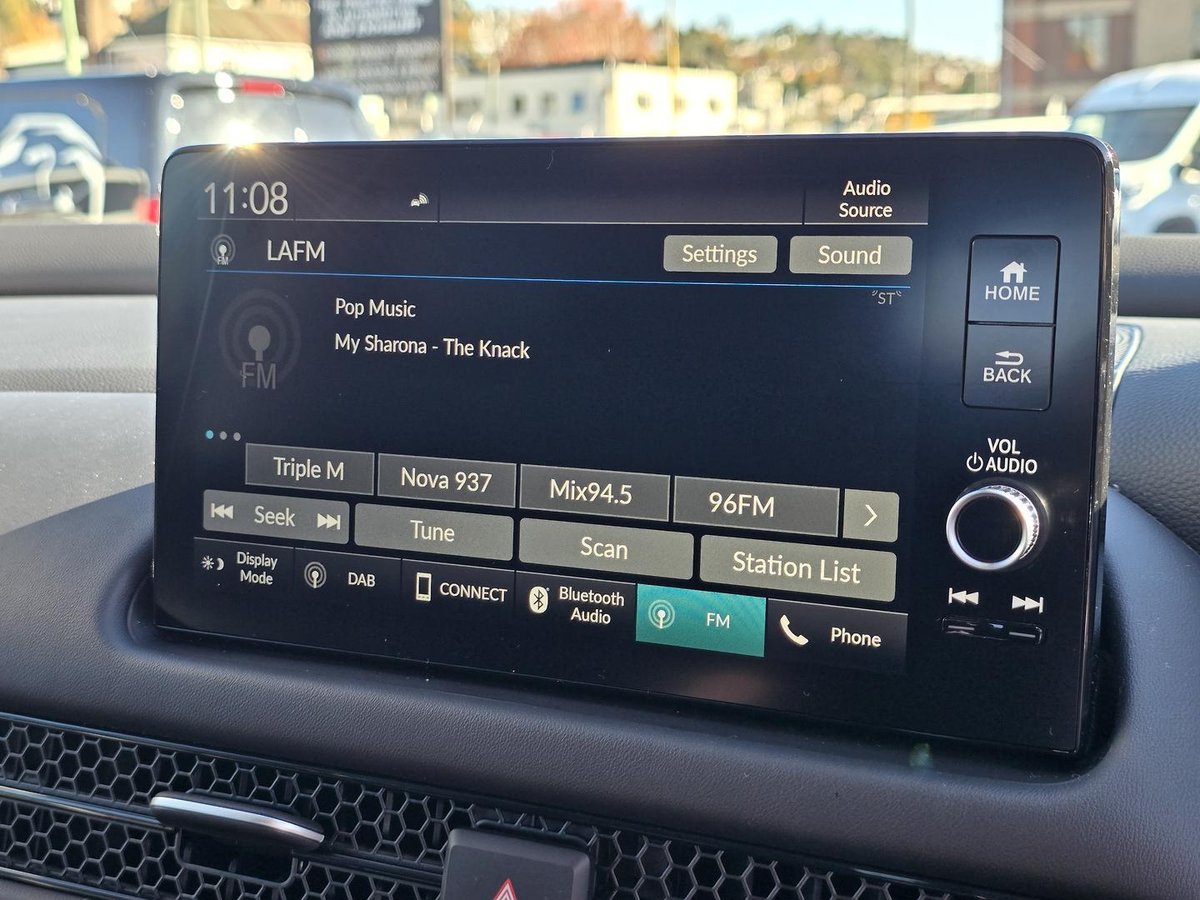 11:08
Audio
Source
FM
LAFM
Settings
Sound
ST
FM
Pop Music
My Sharona - The Knack
HOME
BACK
VOL
AUDIO
Triple M
Nova 937
Mix94.5
96FM
Seek
Tune
Scan
Station List
Display
Mode
DAB
CONNECT
Bluetooth
Audio
FM
Phone